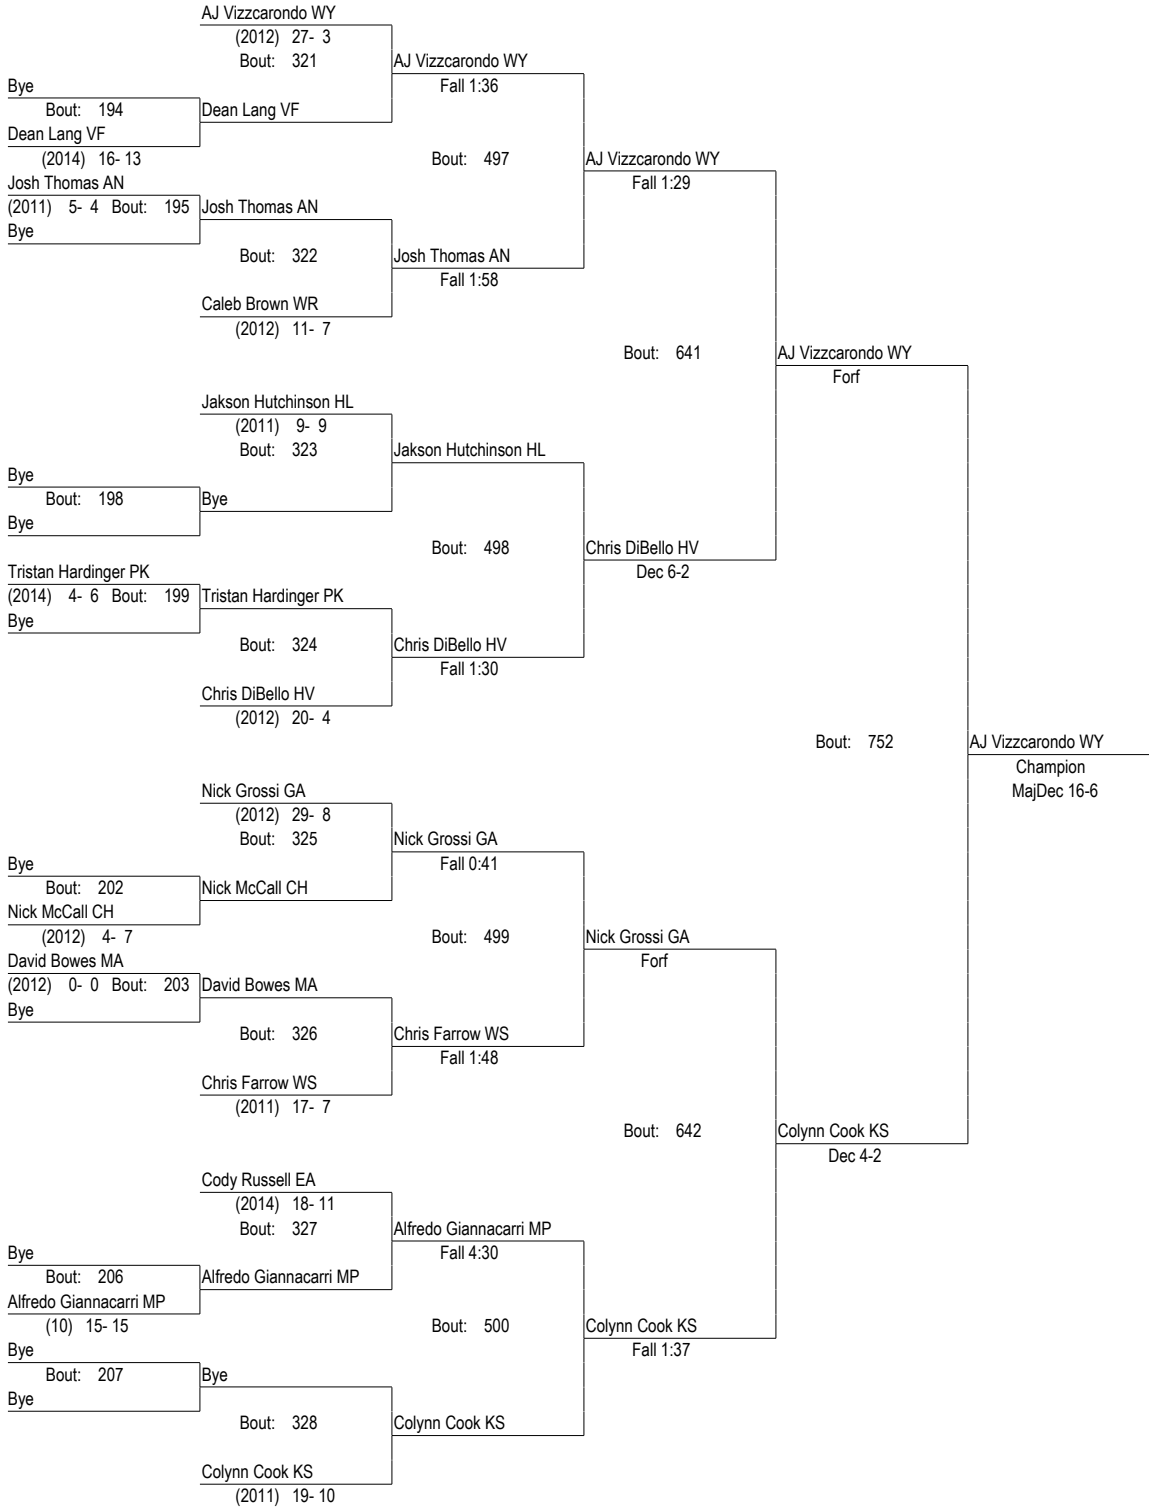 AJ Vizzcarondo WY
(2012) 27- 3
Bout: 321
AJ Vizzcarondo WY
Fall 1:36
Bye
Bout: 194
Dean Lang VF
Dean Lang VF
(2014) 16- 13
Bout: 497
AJ Vizzcarondo WY
Fall 1:29
Josh Thomas AN
(2011) 5- 4 Bout: 195
Josh Thomas AN
Bye
Bout: 322
Josh Thomas AN
Fall 1:58
Caleb Brown WR
(2012) 11- 7
Bout: 641
AJ Vizzcarondo WY
Forf
Jakson Hutchinson HL
(2011) 9- 9
Bout: 323
Jakson Hutchinson HL
Bye
Bout: 198
Bye
Bye
Bout: 498
Chris DiBello HV
Dec 6-2
Tristan Hardinger PK
(2014) 4- 6 Bout: 199
Tristan Hardinger PK
Bye
Bout: 324
Chris DiBello HV
Fall 1:30
Chris DiBello HV
(2012) 20- 4
Bout: 752
AJ Vizzcarondo WY
Champion
MajDec 16-6
Nick Grossi GA
(2012) 29- 8
Bout: 325
Nick Grossi GA
Fall 0:41
Bye
Bout: 202
Nick McCall CH
Nick McCall CH
(2012) 4- 7
Bout: 499
Nick Grossi GA
Forf
David Bowes MA
(2012) 0- 0 Bout: 203
David Bowes MA
Bye
Bout: 326
Chris Farrow WS
Fall 1:48
Chris Farrow WS
(2011) 17- 7
Bout: 642
Colynn Cook KS
Dec 4-2
Cody Russell EA
(2014) 18- 11
Bout: 327
Alfredo Giannacarri MP
Fall 4:30
Bye
Bout: 206
Alfredo Giannacarri MP
Alfredo Giannacarri MP
(10) 15- 15
Bout: 500
Colynn Cook KS
Fall 1:37
Bye
Bout: 207
Bye
Bye
Bout: 328
Colynn Cook KS
Colynn Cook KS
(2011) 19- 10